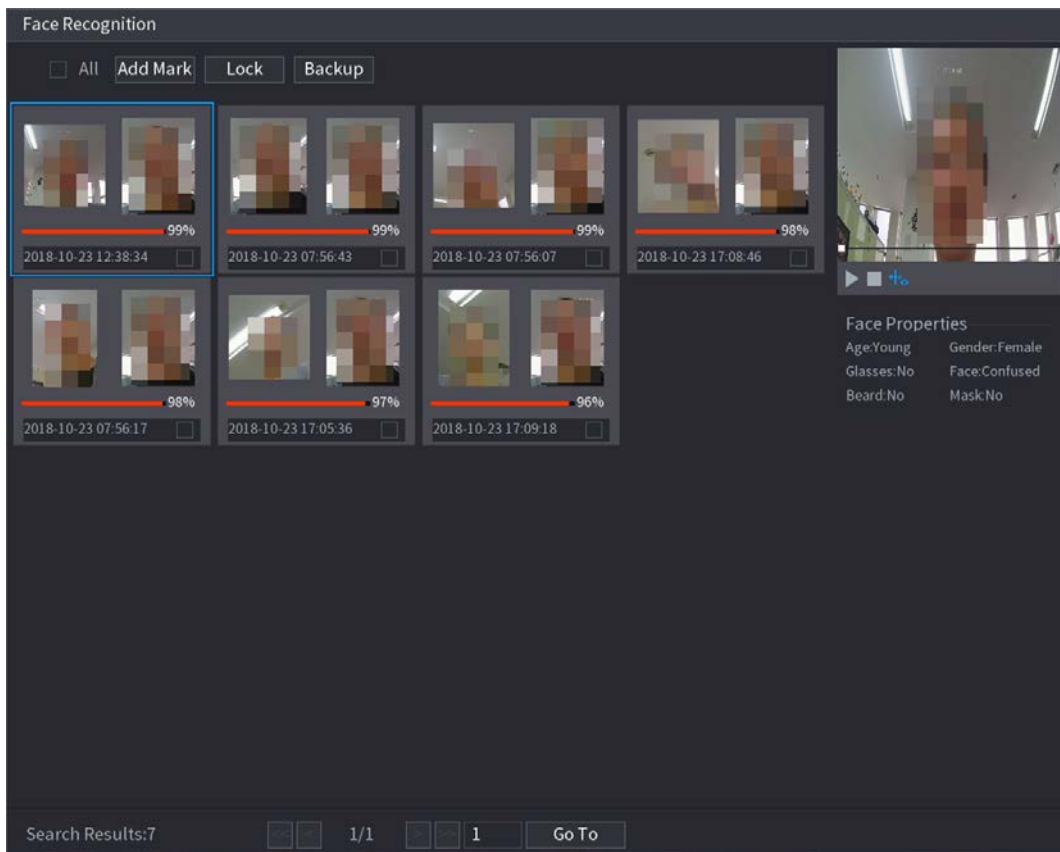 Face Recognition
All Add Mark Lock Backup
99% 99% 99% 98%
2018-10-23 12:38:34 2018-10-23 07:56:43 2018-10-23 07:56:07 2018-10-23 17:08:46
98% 97% 96%
2018-10-23 07:56:17 2018-10-23 17:05:36 2018-10-23 17:09:18
Face Properties
Age:Young Gender:Female
Glasses:No Face:Confused
Beard:No Mask:No
Search Results:7 << < 1/1 > >> 1 Go To